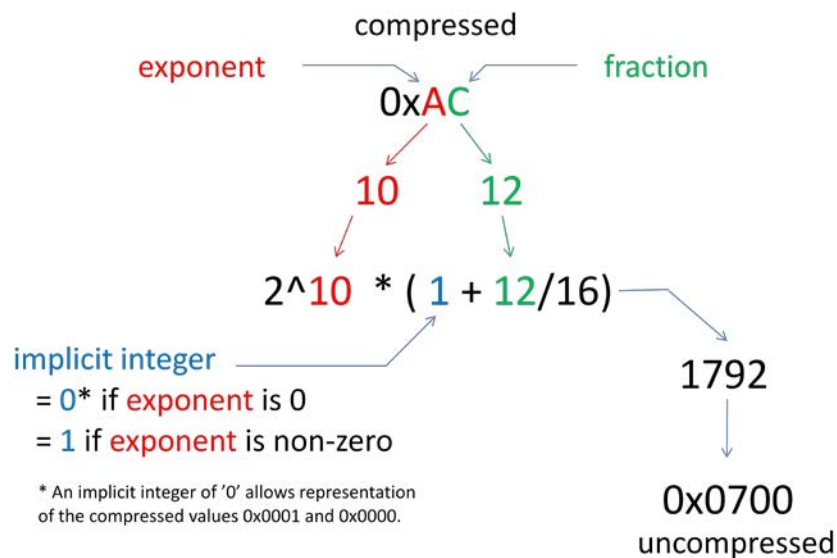 compressed
exponent
fraction
0xAC
10
12
2^10 * ( 1 + 12/16)
implicit integer
= 0* if exponent is 0
= 1 if exponent is non-zero
1792
* An implicit integer of '0' allows representation
of the compressed values 0x0001 and 0x0000.
0x0700
uncompressed